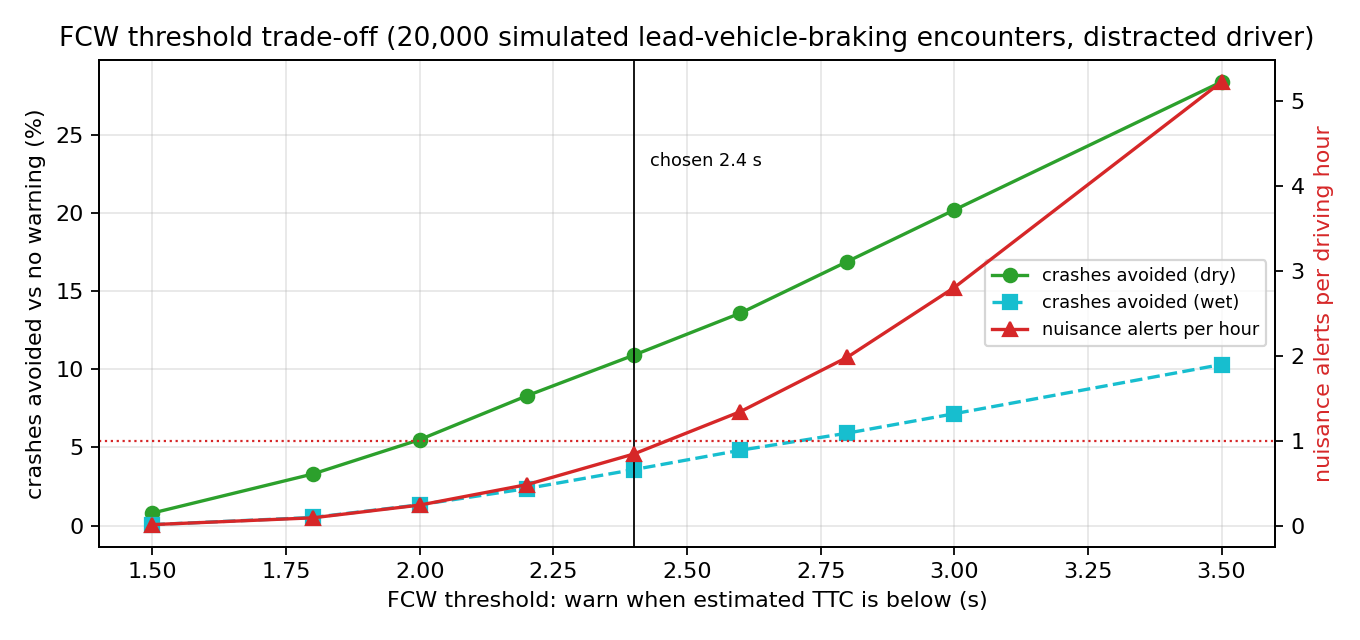 FCW threshold trade-off (20,000 simulated lead-vehicle-braking encounters, distracted driver)
crashes avoided vs no warning (%)
25
20
15
10
5
0
chosen 2.4 s
crashes avoided (dry)
crashes avoided (wet)
nuisance alerts per hour
5
4
3
2
1
0
nuisance alerts per driving hour
1.50 1.75 2.00 2.25 2.50 2.75 3.00 3.25 3.50
FCW threshold: warn when estimated TTC is below (s)